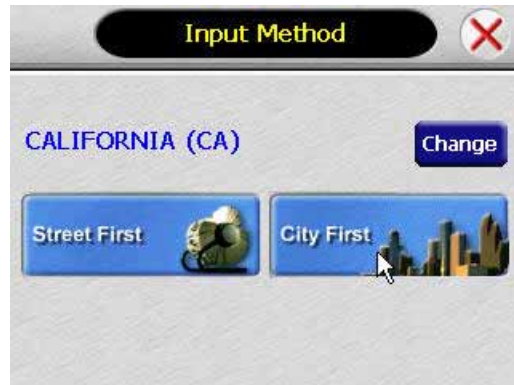 Input Method
CALIFORNIA (CA)
Change
Street First
City First